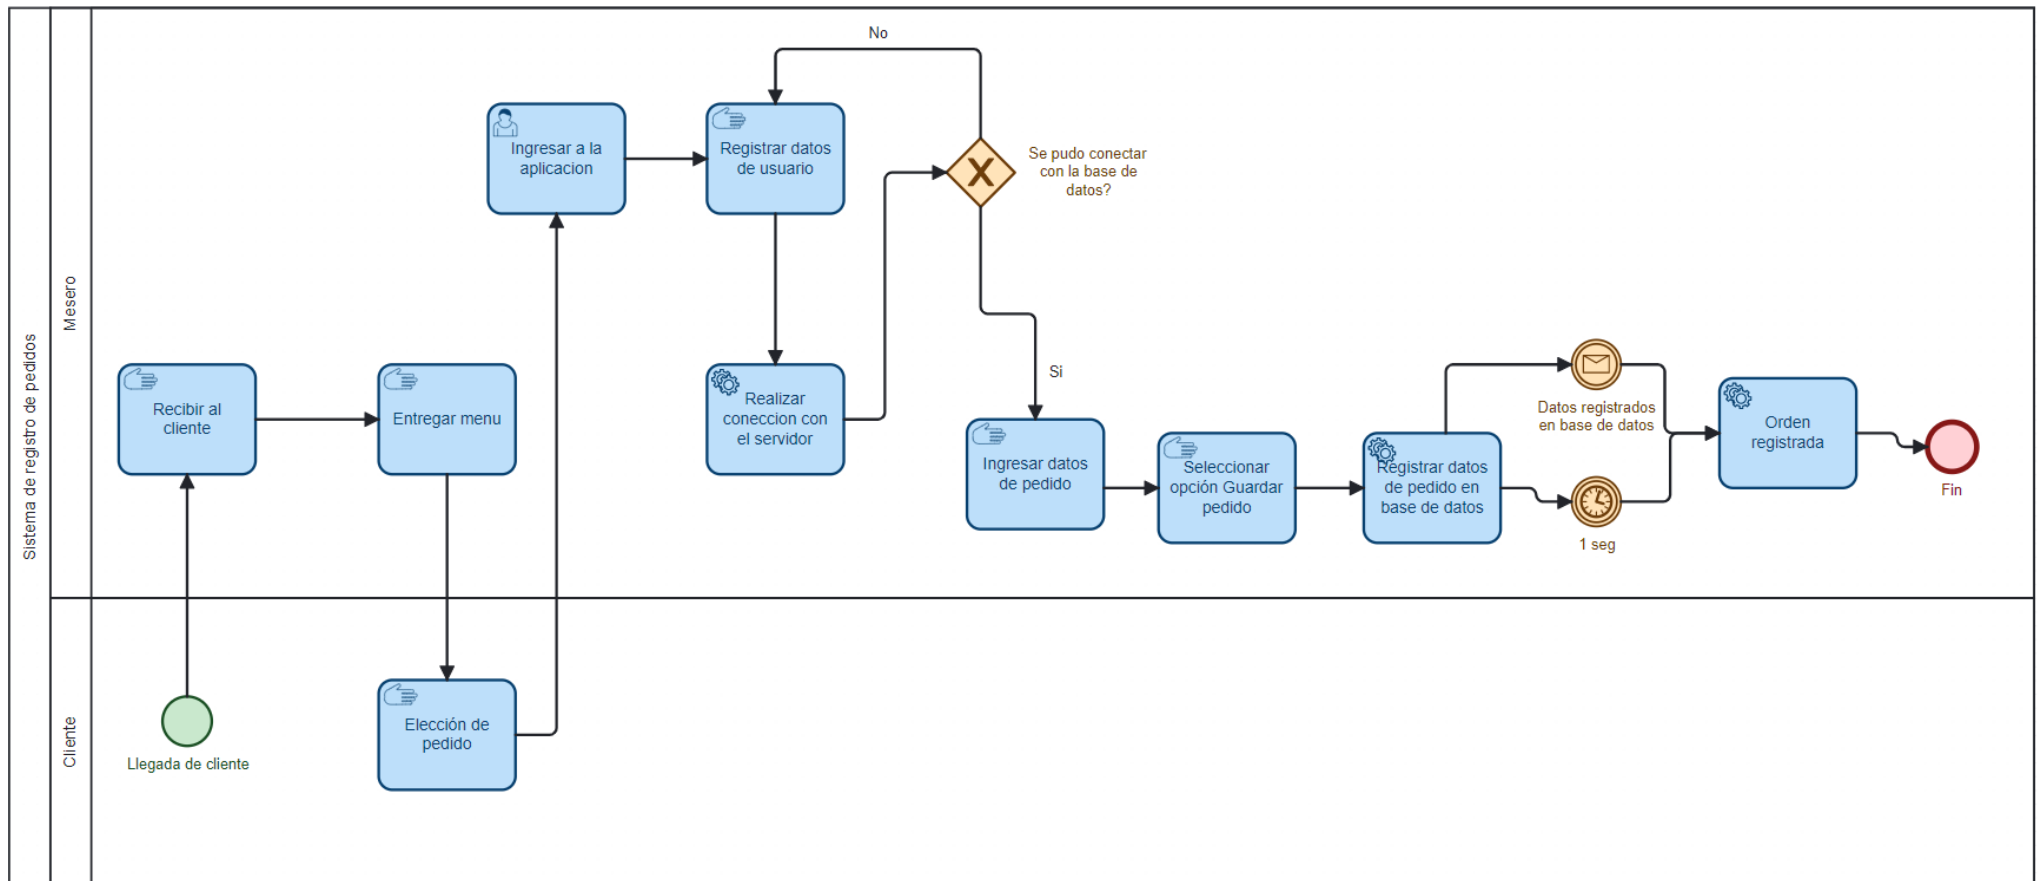 Sistema de registro de pedidos
Mesero
No
Ingresar a la
aplicacion
Registrar datos
de usuario
Se pudo conectar
con la base de
datos?
Recibir al
cliente
Entregar menu
Realizar
coneccion con
el servidor
Si
Ingresar datos
de pedido
Seleccionar
opción Guardar
pedido
Registrar datos
de pedido en
base de datos
Datos registrados
en base de datos
1 seg
Orden
registrada
Fin
Cliente
Llegada de cliente
Elección de
pedido